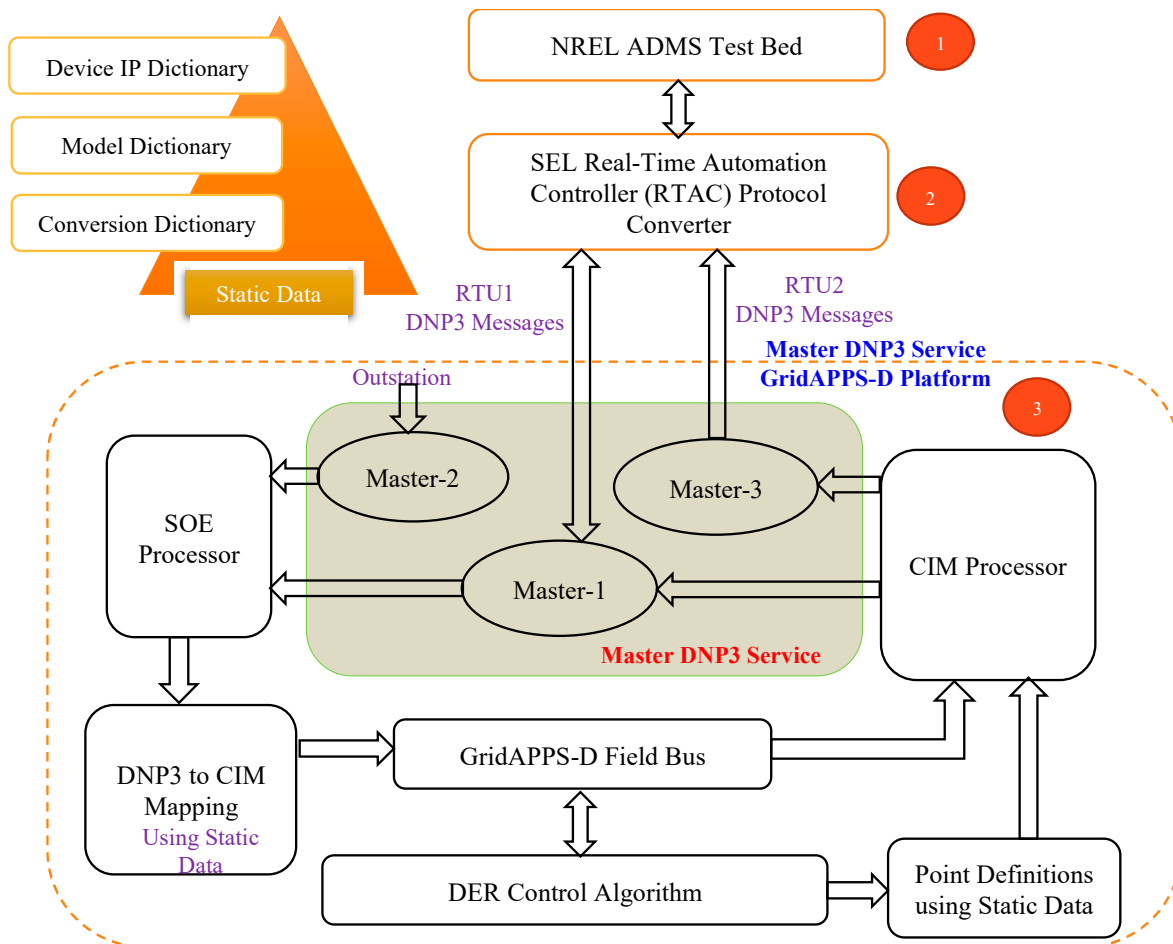 NREL ADMS Test Bed
1
Device IP Dictionary
Model Dictionary
Conversion Dictionary
Static Data
SEL Real-Time Automation
Controller (RTAC) Protocol
Converter
2
RTU1
DNP3 Messages
RTU2
DNP3 Messages
Master DNP3 Service
GridAPPS-D Platform
3
Outstation
Master-2
Master-3
SOE
Processor
CIM Processor
Master-1
Master DNP3 Service
DNP3 to CIM
Mapping
Using Static
Data
GridAPPS-D Field Bus
DER Control Algorithm
Point Definitions
using Static Data